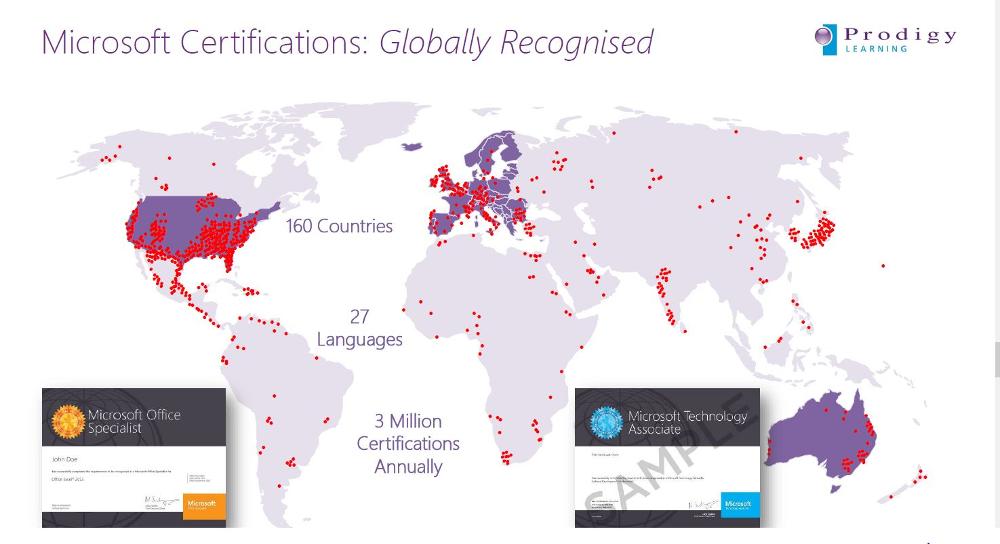 Microsoft Certifications: Globally Recognised
Prodigy
LEARNING
160 Countries
27
Languages
3 Million
Certifications
Annually
Microsoft Office
Specialist
John Doe
Has successfully completed the requirements to be recognized as a Microsoft Office Specialist for
Office Excel® 2013
Microsoft
Microsoft Technology
Associate
First Name Last Name
SAMPLE
Microsoft